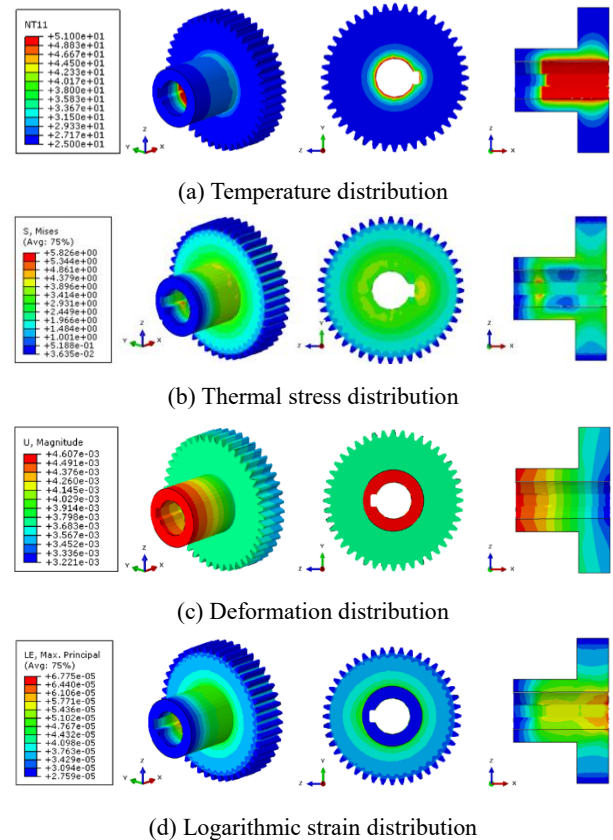 NT11
+5.100e+01
+4.883e+01
+4.667e+01
+4.450e+01
+4.233e+01
+4.017e+01
+3.800e+01
+3.583e+01
+3.367e+01
+3.150e+01
+2.933e+01
+2.717e+01
+2.500e+01
Z
Y X
Y
Z
Z
X
(a) Temperature distribution
S, Mises
(Avg: 75%)
+5.826e+00
+5.344e+00
+4.861e+00
+4.379e+00
+3.896e+00
+3.414e+00
+2.931e+00
+2.449e+00
+1.966e+00
+1.484e+00
+1.001e+00
+5.188e-01
+3.635e-02
Z
Y X
Y
Z
Z
X
(b) Thermal stress distribution
U, Magnitude
+4.607e-03
+4.491e-03
+4.376e-03
+4.260e-03
+4.145e-03
+4.029e-03
+3.914e-03
+3.798e-03
+3.683e-03
+3.567e-03
+3.452e-03
+3.336e-03
+3.221e-03
Z
Y X
Y
Z
Z
X
(c) Deformation distribution
LE, Max. Principal
(Avg: 75%)
+6.775e-05
+6.440e-05
+6.106e-05
+5.771e-05
+5.436e-05
+5.102e-05
+4.767e-05
+4.432e-05
+4.098e-05
+3.763e-05
+3.429e-05
+3.094e-05
+2.759e-05
Z
Y X
Y
Z
Z
X
(d) Logarithmic strain distribution